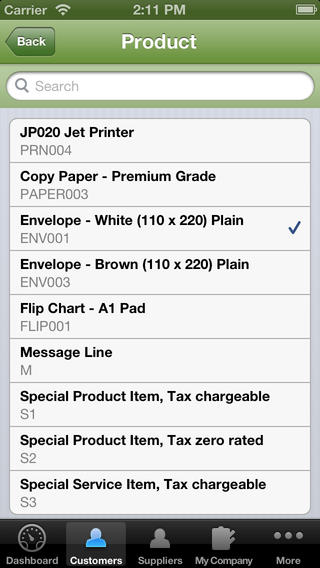 Carrier 2:11 PM
Back Product
Search
JP020 Jet Printer
PRN004
Copy Paper - Premium Grade
PAPER003
Envelope - White (110 x 220) Plain
ENV001
Envelope - Brown (110 x 220) Plain
ENV003
Flip Chart - A1 Pad
FLIP001
Message Line
M
Special Product Item, Tax chargeable
S1
Special Product Item, Tax zero rated
S2
Special Service Item, Tax chargeable
S3
Dashboard Customers Suppliers My Company More